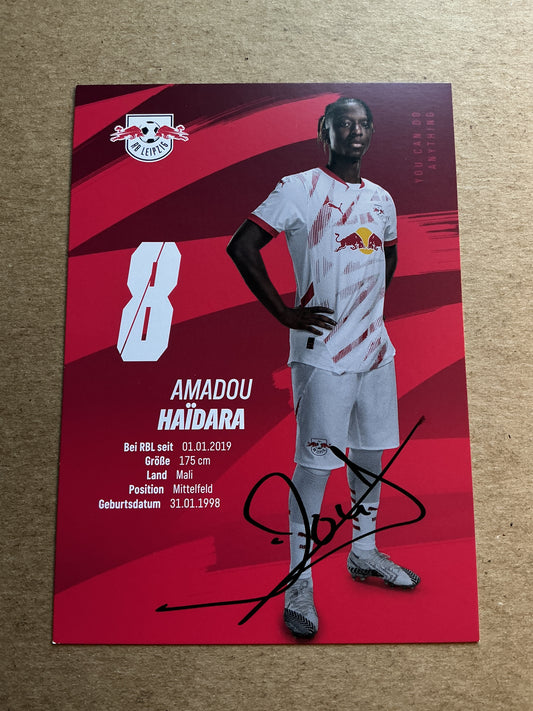 RB LEIPZIG
YOU CAN DO
ANYTHING
8
AMADOU
HAÏDARA
Bei RBL seit 01.01.2019
Größe 175 cm
Land Mali
Position Mittelfeld
Geburtsdatum 31.01.1998